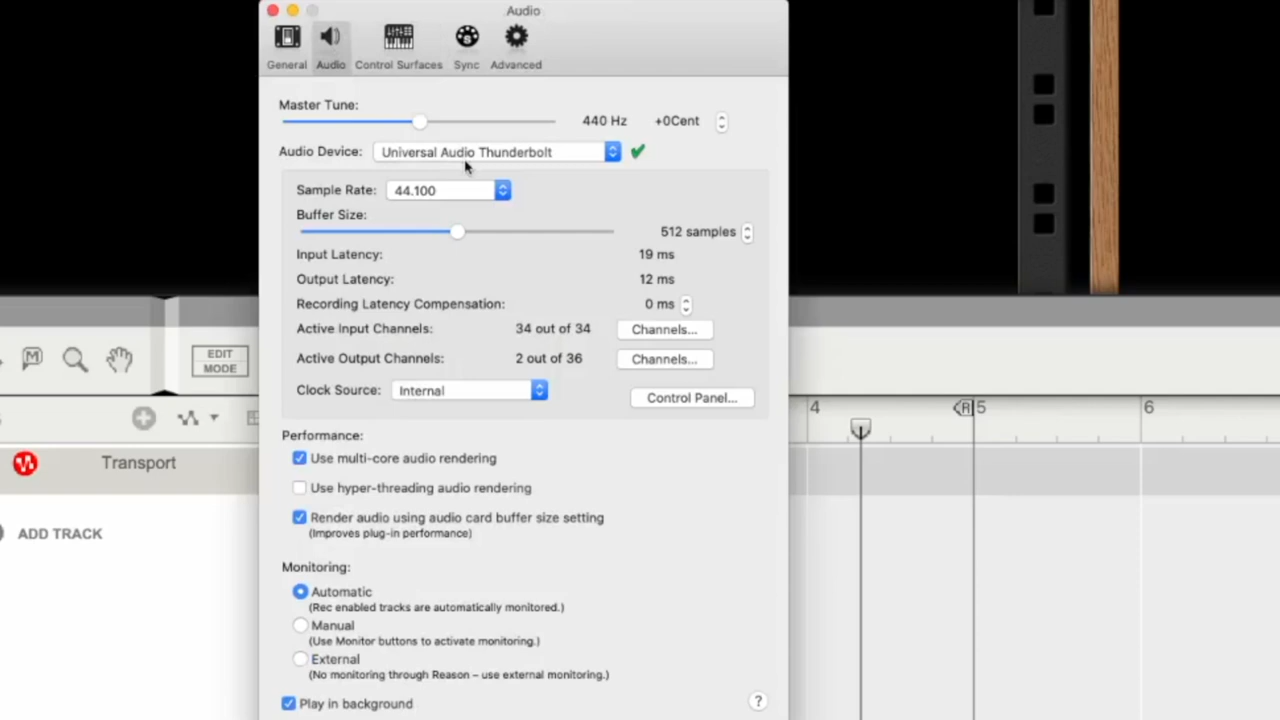 Audio
General Audio Control Surfaces Sync Advanced
Master Tune: 440 Hz +0Cent
Audio Device: Universal Audio Thunderbolt
Sample Rate: 44.100
Buffer Size:
512 samples
Input Latency: 19 ms
Output Latency: 12 ms
Recording Latency Compensation: 0 ms
Active Input Channels: 34 out of 34 Channels...
Active Output Channels: 2 out of 36 Channels...
Clock Source: Internal
Control Panel...
Performance:
Use multi-core audio rendering
Use hyper-threading audio rendering
Render audio using audio card buffer size setting
(Improves plug-in performance)
Monitoring:
Automatic
(Rec enabled tracks are automatically monitored.)
Manual
(Use Monitor buttons to activate monitoring.)
External
(No monitoring through Reason – use external monitoring.)
Play in background ?
M
EDIT
MODE
4 R 5 6
Transport
ADD TRACK